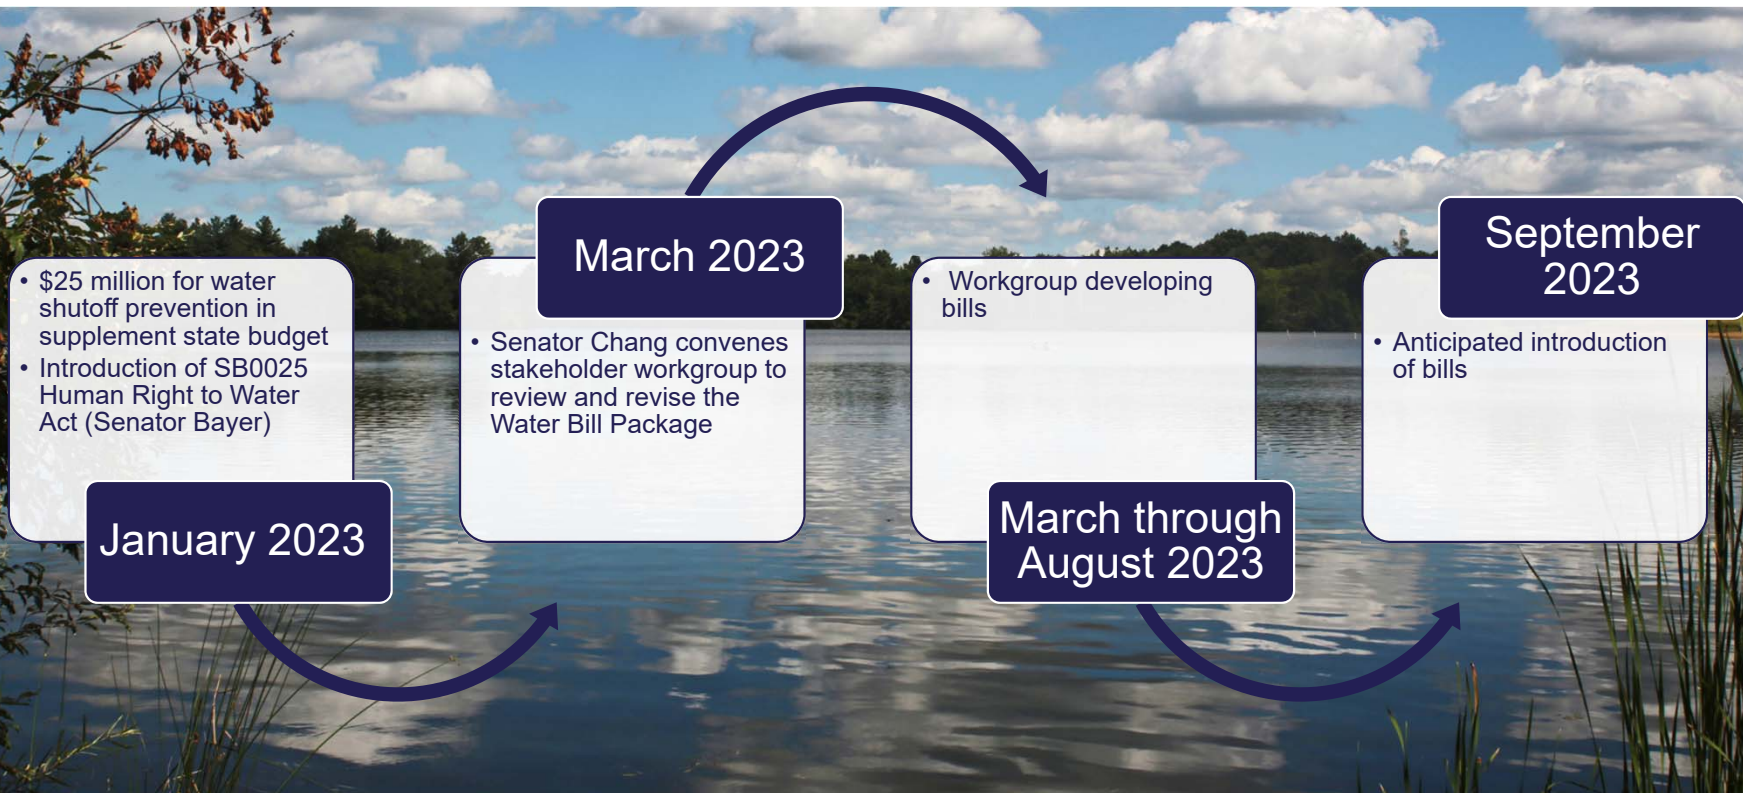 • $25 million for water
shutoff prevention in
supplement state budget
• Introduction of SB0025
Human Right to Water
Act (Senator Bayer)
January 2023
March 2023
• Senator Chang convenes
stakeholder workgroup to
review and revise the
Water Bill Package
• Workgroup developing
bills
March through
August 2023
September
2023
• Anticipated introduction
of bills